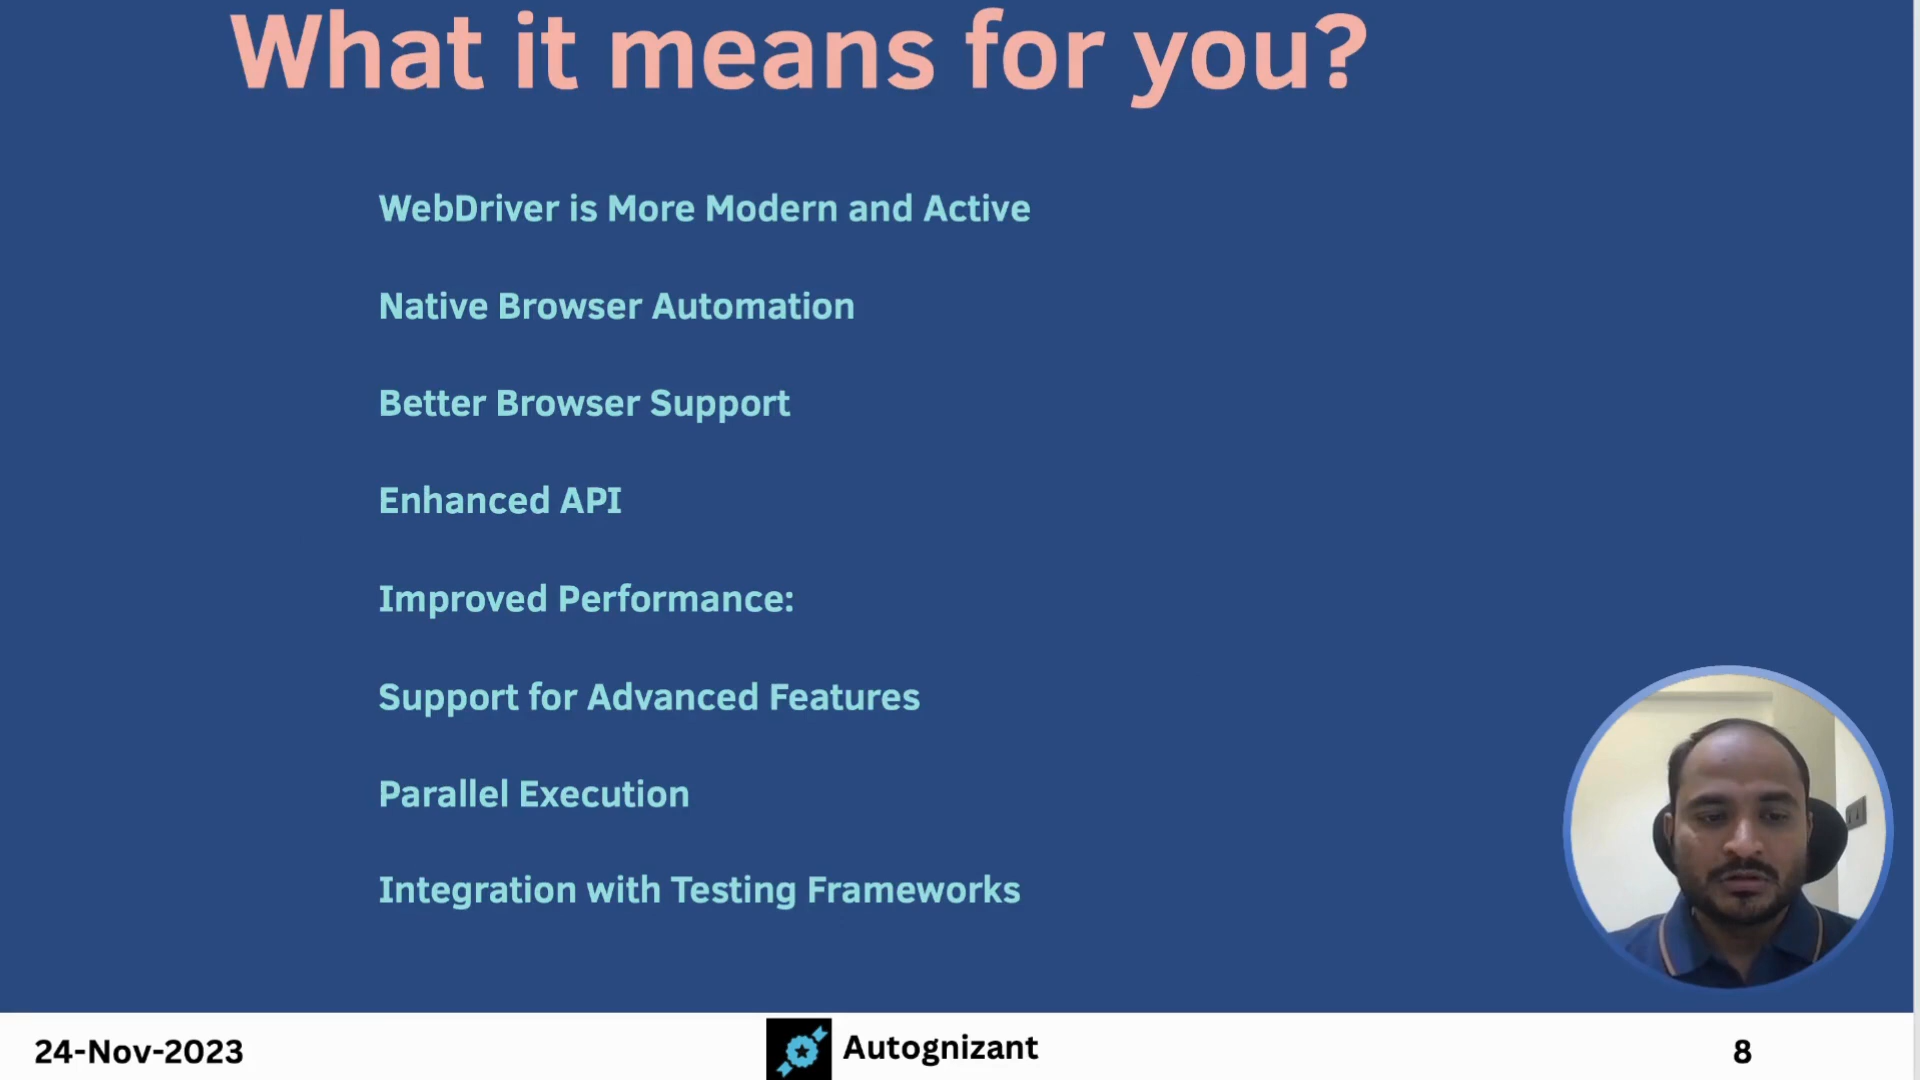 What it means for you?
WebDriver is More Modern and Active
Native Browser Automation
Better Browser Support
Enhanced API
Improved Performance:
Support for Advanced Features
Parallel Execution
Integration with Testing Frameworks
24-Nov-2023
Autognizant
8